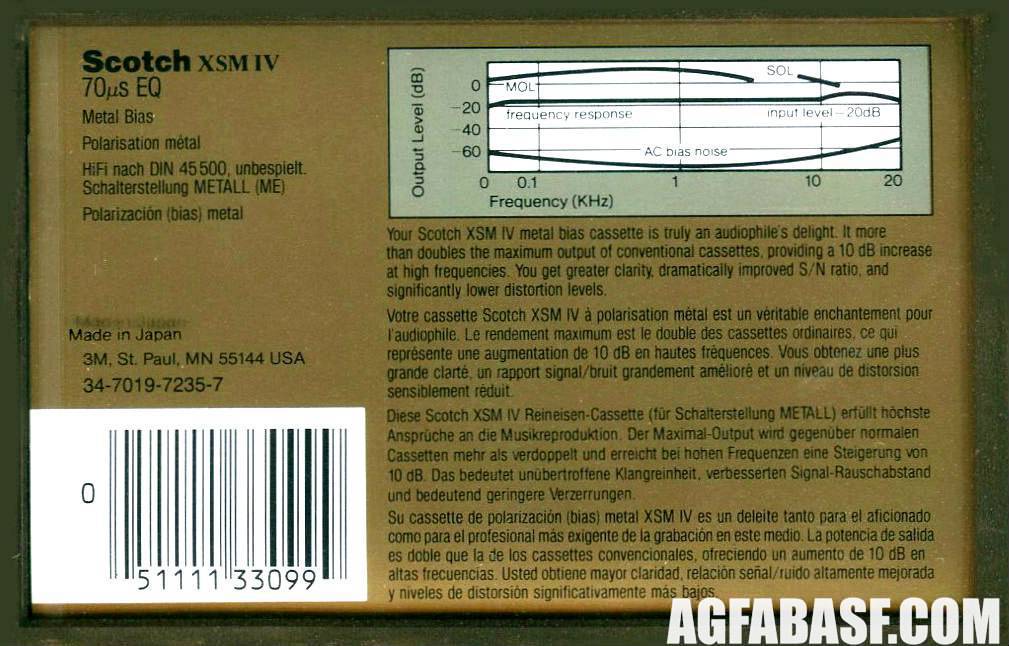 Scotch XSM IV
70µs EQ
Metal Bias
Polarisation métal
HiFi nach DIN 45500, unbespielt.
Schalterstellung METALL (ME)
Polarización (bias) metal
Made in Japan
Made in Japan
3M, St. Paul, MN 55144 USA
34-7019-7235-7
0
51111 33099
Output Level (dB)
0
-20
-40
-60
MOL
SOL
frequency response
input level -20dB
AC bias noise
0 0.1 1 10 20
Frequency (KHz)
Your Scotch XSM IV metal bias cassette is truly an audiophile's delight. It more
than doubles the maximum output of conventional cassettes, providing a 10 dB increase
at high frequencies. You get greater clarity, dramatically improved S/N ratio, and
significantly lower distortion levels.
Votre cassette Scotch XSM IV à polarisation métal est un véritable enchantement pour
l'audiophile. Le rendement maximum est le double des cassettes ordinaires, ce qui
représente une augmentation de 10 dB en hautes fréquences. Vous obtenez une plus
grande clarté, un rapport signal/bruit grandement amélioré et un niveau de distorsion
sensiblement réduit.
Diese Scotch XSM IV Reineisen-Cassette (für Schalterstellung METALL) erfüllt höchste
Ansprüche an die Musikreproduktion. Der Maximal-Output wird gegenüber normalen
Cassetten mehr als verdoppelt und erreicht bei hohen Frequenzen eine Steigerung von
10 dB. Das bedeutet unübertroffene Klangreinheit, verbesserten Signal-Rauschabstand
und bedeutend geringere Verzerrungen.
Su cassette de polarización (bias) metal XSM IV es un deleite tanto para el aficionado
como para el profesional más exigente de la grabación en este medio. La potencia de salida
es doble que la de los cassettes convencionales, ofreciendo un aumento de 10 dB en
altas frecuencias. Usted obtiene mayor claridad, relación señal/ruido altamente mejorada
y niveles de distorsión significativamente más bajos.
AGFABASF.COM